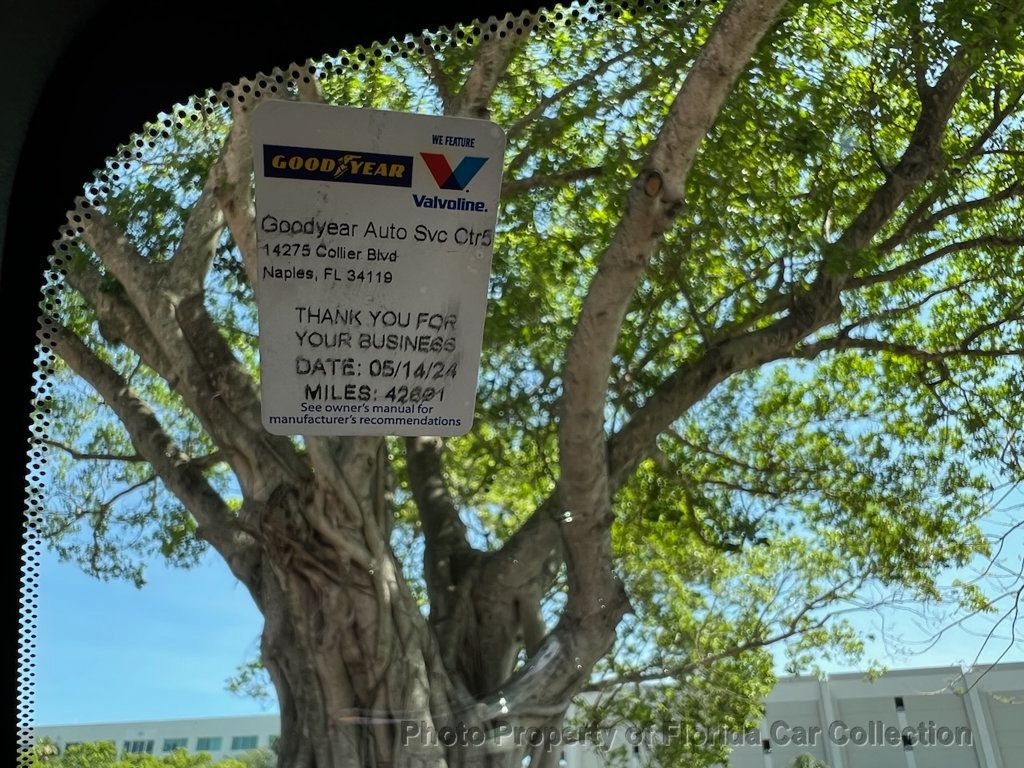 WE FEATURE
GOODYEAR
Valvoline.
Goodyear Auto Svc Ctr5
14275 Collier Blvd
Naples, FL 34119
THANK YOU FOR
YOUR BUSINESS
DATE: 05/14/24
MILES: 42691
See owner's manual for
manufacturer's recommendations
Photo Property of Florida Car Collection